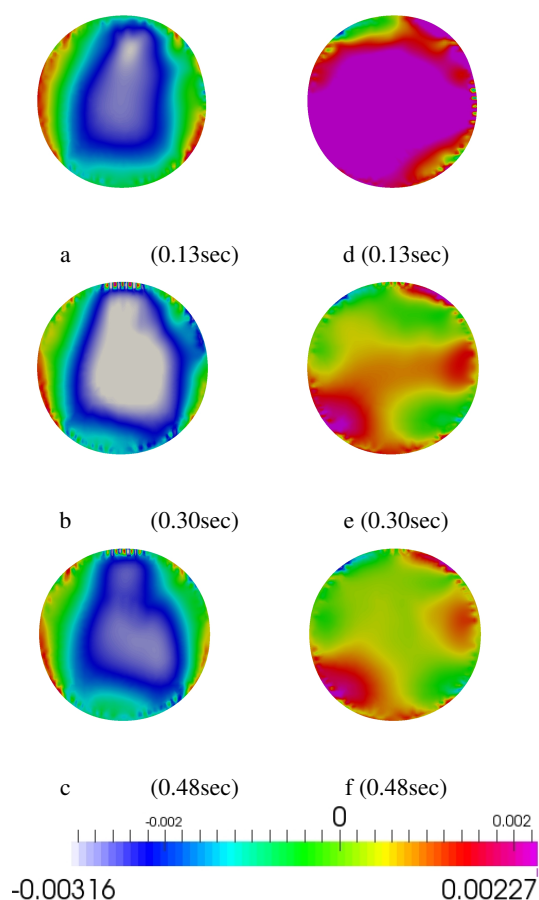 a (0.13sec) d (0.13sec)
b (0.30sec) e (0.30sec)
c (0.48sec) f (0.48sec)
-0.002 0 0.002
-0.00316 0.00227